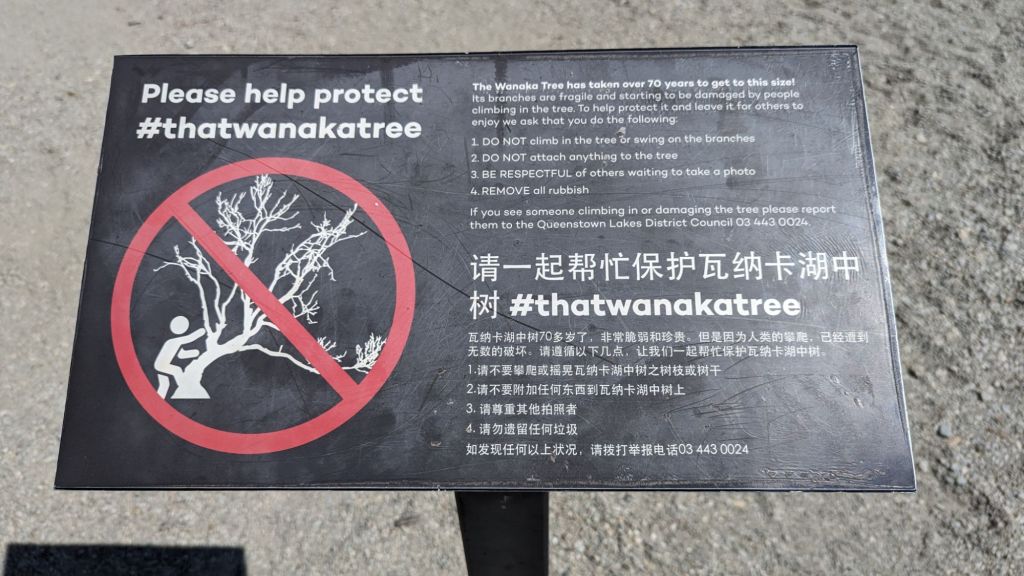 Please help protect
#thatwanakatree
The Wanaka Tree has taken over 70 years to get to this size!
Its branches are fragile and starting to be damaged by people
climbing in the tree. To help protect it and leave it for others to
enjoy we ask that you do the following:
1. DO NOT climb in the tree or swing on the branches
2. DO NOT attach anything to the tree
3. BE RESPECTFUL of others waiting to take a photo
4. REMOVE all rubbish
If you see someone climbing in or damaging the tree please report
them to the Queenstown Lakes District Council 03 443 0024.
请一起帮忙保护瓦纳卡湖中
树 #thatwanakatree
瓦纳卡湖中树70多岁了，非常脆弱和珍贵。但是因为人类的攀爬，已经遭到
无数的破坏。请遵循以下几点，让我们一起帮忙保护瓦纳卡湖中树。
1.请不要攀爬或摇晃瓦纳卡湖中树之树枝或树干
2.请不要附加任何东西到瓦纳卡湖中树上
3. 请尊重其他拍照者
4. 请勿遗留任何垃圾
如发现任何以上状况，请拨打举报电话03 443 0024